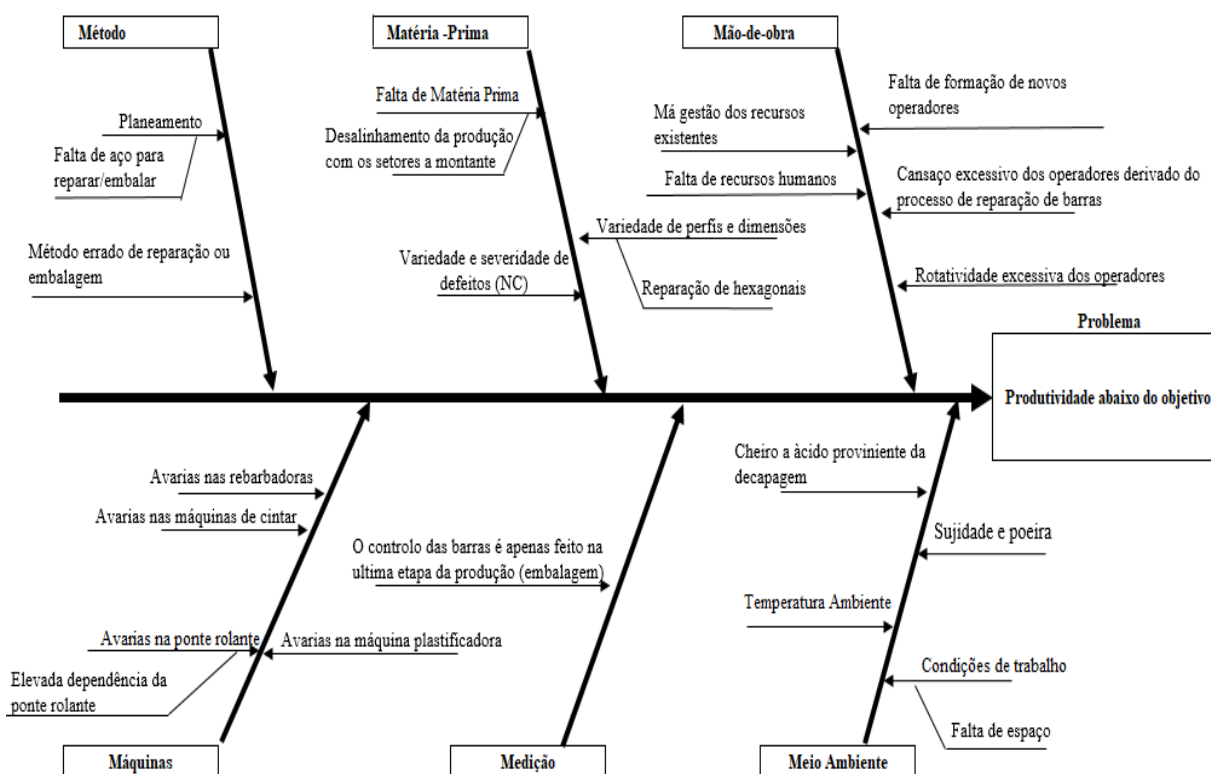 Método
Matéria -Prima
Mão-de-obra
Planeamento
Falta de aço para
reparar/embalar
Método errado de reparação ou
embalagem
Falta de Matéria Prima
Desalinhamento da produção
com os setores a montante
Variedade de perfis e dimensões
Variedade e severidade de
defeitos (NC)
Reparação de hexagonais
Falta de formação de novos
operadores
Má gestão dos recursos
existentes
Falta de recursos humanos
Cansaço excessivo dos operadores derivado do
processo de reparação de barras
Rotatividade excessiva dos operadores
Problema
Produtividade abaixo do objetivo
Avarias nas rebarbadoras
Avarias nas máquinas de cintar
Avarias na ponte rolante
Avarias na máquina plastificadora
Elevada dependência da
ponte rolante
O controlo das barras é apenas feito na
ultima etapa da produção (embalagem)
Cheiro a àcido proviniente da
decapagem
Sujidade e poeira
Temperatura Ambiente
Condições de trabalho
Falta de espaço
Máquinas
Medição
Meio Ambiente